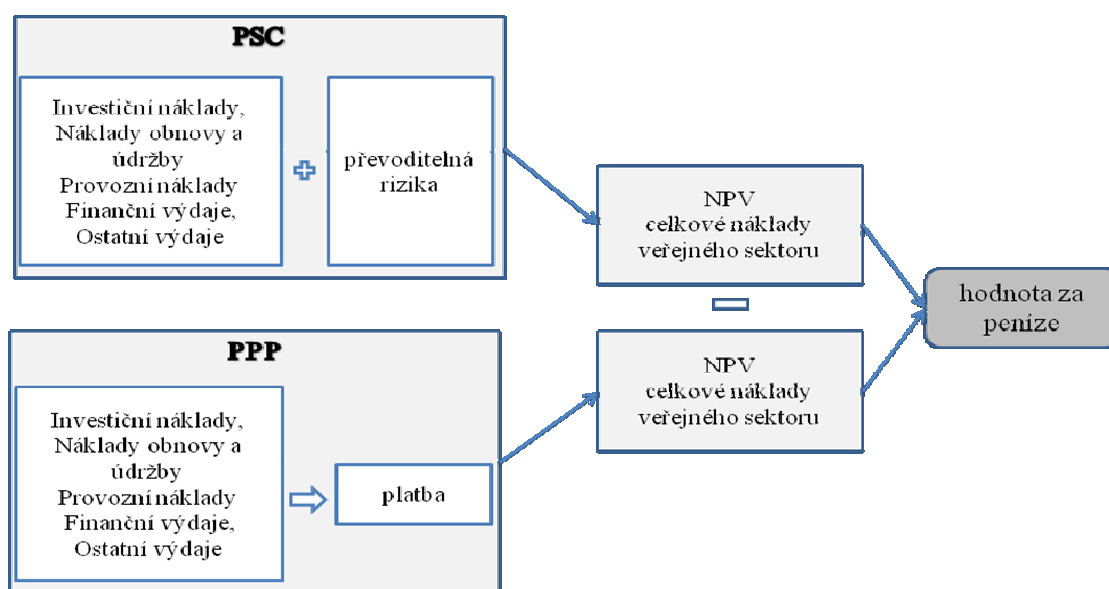 PSC
Investiční náklady,
Náklady obnovy a
údržby
Provozní náklady
Finanční výdaje,
Ostatní výdaje
převoditelná
rizika
NPV
celkové náklady
veřejného sektoru
hodnota za
peníze
PPP
Investiční náklady,
Náklady obnovy a
údržby
Provozní náklady
Finanční výdaje,
Ostatní výdaje
platba
NPV
celkové náklady
veřejného sektoru